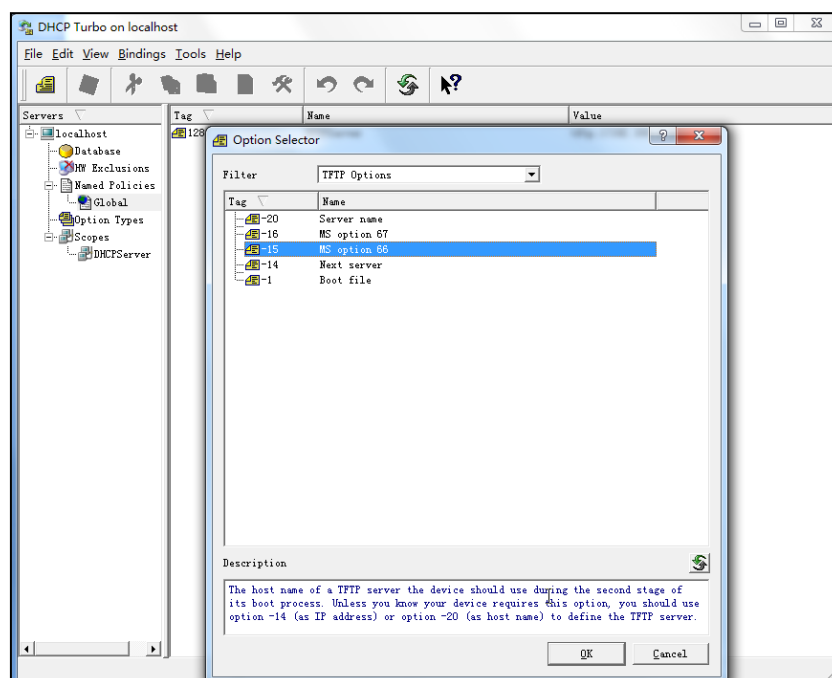 DHCP Turbo on localhost
File Edit View Bindings Tools Help
Servers
Tag Name Value
localhost
Database
HW Exclusions
Named Policies
Global
Option Types
Scopes
DHCPServer
128
Option Selector
Filter TFTP Options
Tag Name
-20 Server name
-16 MS option 67
-15 MS option 66
-14 Next server
-1 Boot file
Description
The host name of a TFTP server the device should use during the second stage of
its boot process. Unless you know your device requires this option, you should use
option -14 (as IP address) or option -20 (as host name) to define the TFTP server.
OK Cancel